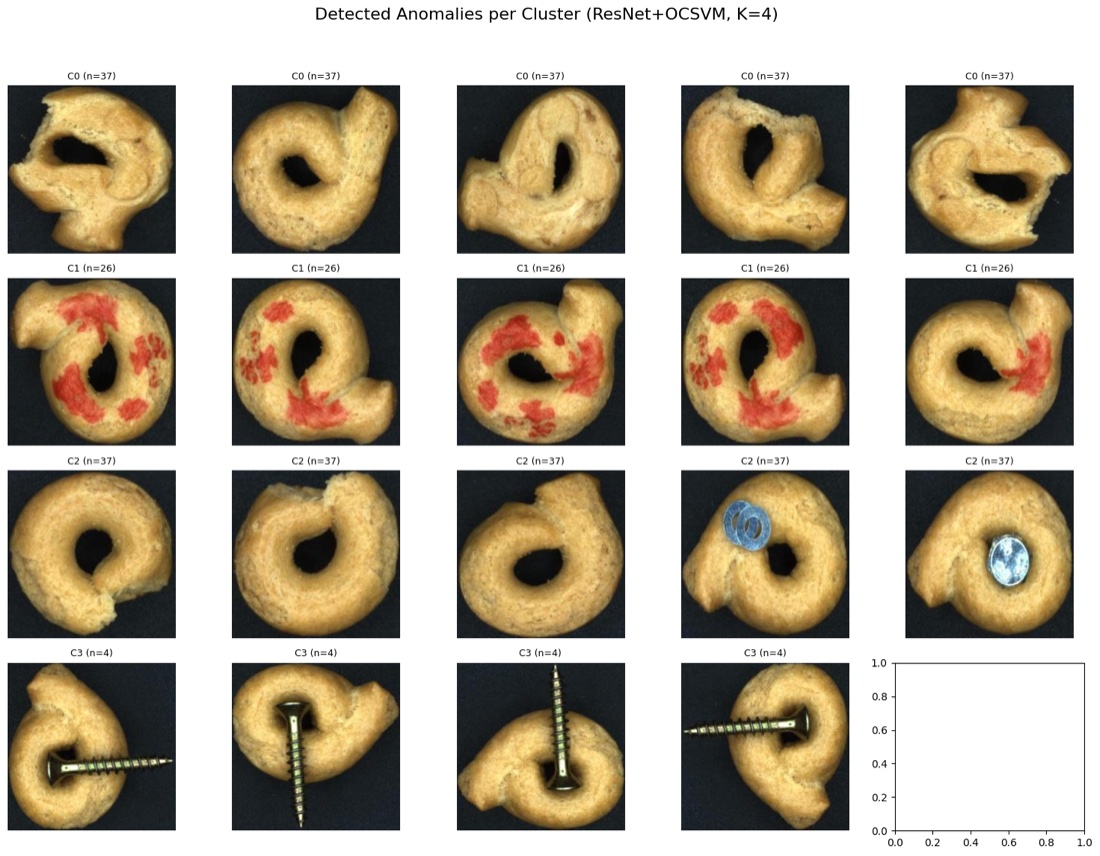 Detected Anomalies per Cluster (ResNet+OCSVM, K=4)
C0 (n=37) C0 (n=37) C0 (n=37) C0 (n=37) C0 (n=37)
C1 (n=26) C1 (n=26) C1 (n=26) C1 (n=26) C1 (n=26)
C2 (n=37) C2 (n=37) C2 (n=37) C2 (n=37) C2 (n=37)
C3 (n=4) C3 (n=4) C3 (n=4) C3 (n=4)
1.0
0.8
0.6
0.4
0.2
0.0
0.0 0.2 0.4 0.6 0.8 1.0